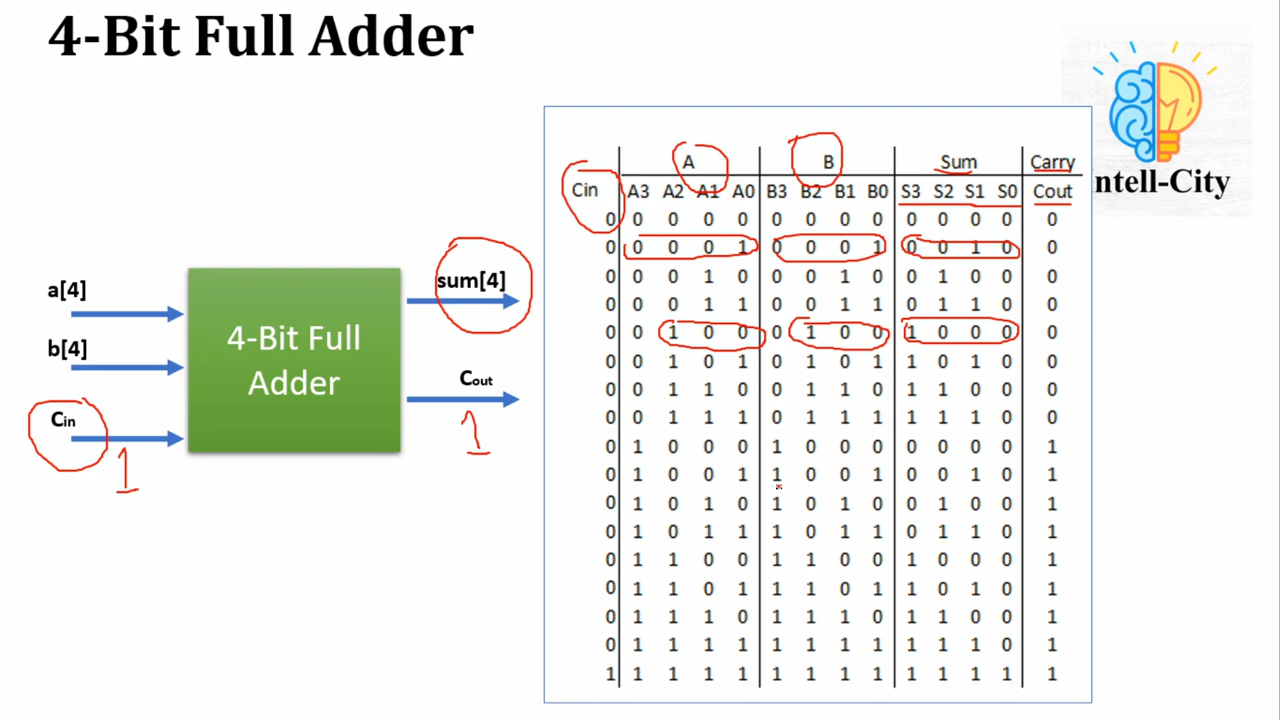 4-Bit Full Adder
ntell-City
a[4]
b[4]
Cin
1
4-Bit Full
Adder
sum[4]
Cout
1
A B Sum Carry
Cin A3 A2 A1 A0 B3 B2 B1 B0 S3 S2 S1 S0 Cout
0 0 0 0 0 0 0 0 0 0 0 0 0 0
0 0 0 0 1 0 0 0 1 0 0 1 0 0
0 0 0 1 0 0 0 1 0 0 1 0 0 0
0 0 0 1 1 0 0 1 1 0 1 1 0 0
0 0 1 0 0 0 1 0 0 1 0 0 0 0
0 0 1 0 1 0 1 0 1 1 0 1 0 0
0 0 1 1 0 0 1 1 0 1 1 0 0 0
0 0 1 1 1 0 1 1 1 1 1 1 0 0
0 1 0 0 0 1 0 0 0 0 0 0 0 1
0 1 0 0 1 1 0 0 1 0 0 1 0 1
0 1 0 1 0 1 0 1 0 0 1 0 0 1
0 1 0 1 1 1 0 1 1 0 1 1 0 1
0 1 1 0 0 1 1 0 0 1 0 0 0 1
0 1 1 0 1 1 1 0 1 1 0 1 0 1
0 1 1 1 0 1 1 1 0 1 1 0 0 1
0 1 1 1 1 1 1 1 1 1 1 1 0 1
1 1 1 1 1 1 1 1 1 1 1 1 1 1